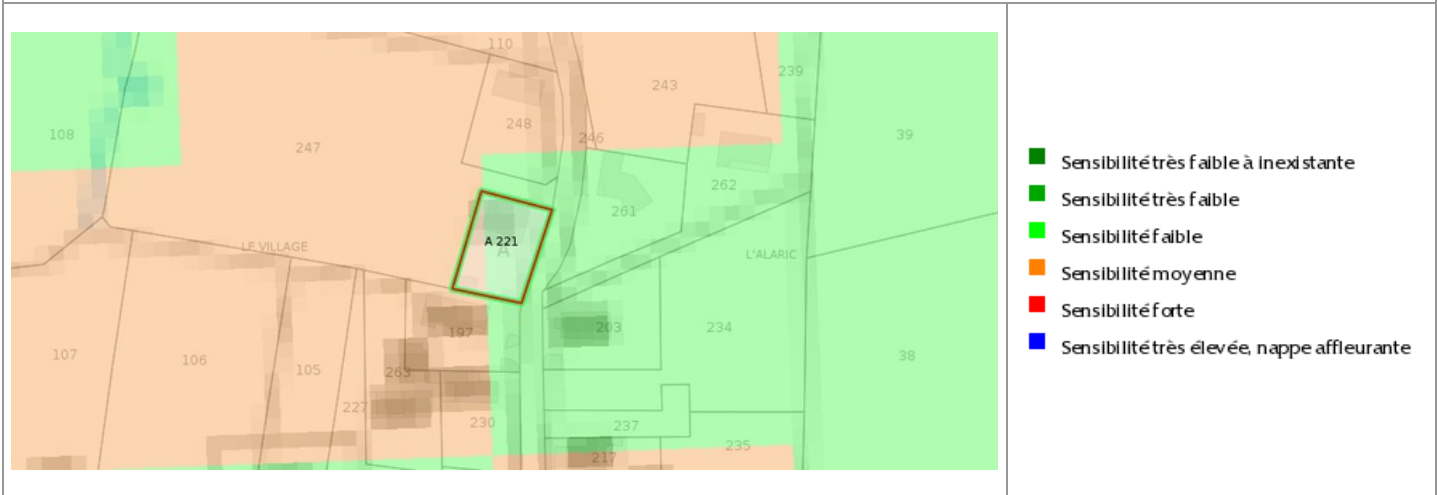 110
243
239
108
248
246
39
247
262
261
A 221
A
LE VILLAGE
L'ALARIC
197
203
234
107
106
105
263
38
227
230
237
235
217
Sensibilité très faible à inexistante
Sensibilité très faible
Sensibilité faible
Sensibilité moyenne
Sensibilité forte
Sensibilité très élevée, nappe affleurante